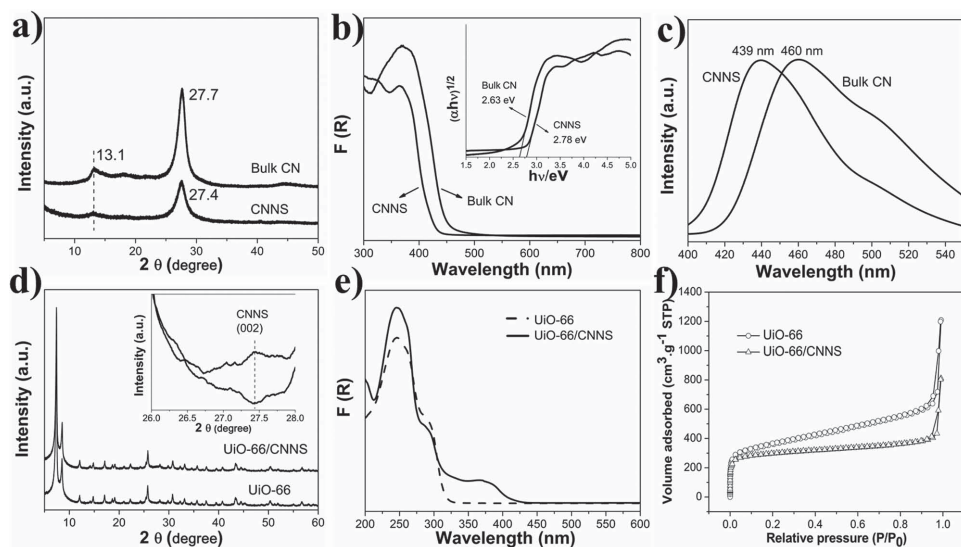 a)
Intensity (a.u.)
27.7
13.1
Bulk CN
27.4
CNNS
10 20 30 40 50
2 θ (degree)
b)
F (R)
(αhν)1/2
Bulk CN
2.63 eV
CNNS
2.78 eV
1.5 2.0 2.5 3.0 3.5 4.0 4.5 5.0
hν/eV
CNNS
Bulk CN
300 400 500 600 700 800
Wavelength (nm)
c)
Intensity (a.u.)
439 nm 460 nm
CNNS
Bulk CN
400 420 440 460 480 500 520 540
Wavelength (nm)
d)
Intensity (a.u.)
CNNS
(002)
Intensity (a.u.)
26.0 26.5 27.0 27.5 28.0
2 θ (degree)
UiO-66/CNNS
UiO-66
10 20 30 40 50 60
2 θ (degree)
e)
F (R)
UiO-66
UiO-66/CNNS
200 250 300 350 400 450 500 550 600
Wavelength (nm)
f)
Volume adsorbed (cm3.g-1 STP)
1400
1200
1000
800
600
400
200
0
UiO-66
UiO-66/CNNS
0.0 0.2 0.4 0.6 0.8 1.0
Relative pressure (P/P0)